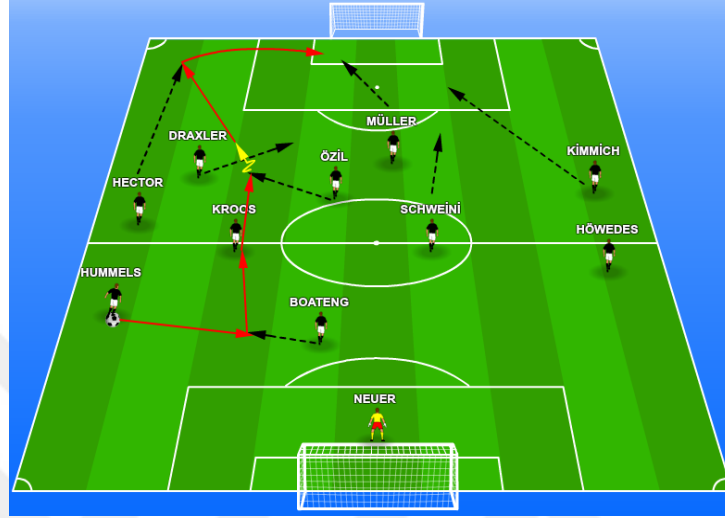 MÜLLER
DRAXLER
ÖZİL
KİMMİCH
HECTOR
KROOS
SCHWEİNİ
HÖWEDES
HUMMELS
BOATENG
NEUER